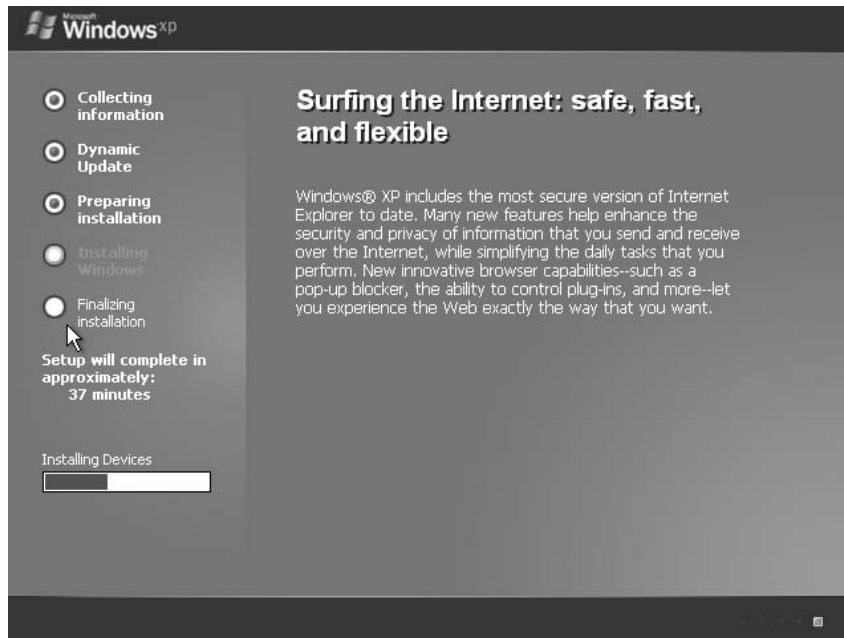 Microsoft
Windows xp
Collecting
information
Dynamic
Update
Preparing
installation
Installing
Windows
Finalizing
installation
Setup will complete in
approximately:
37 minutes
Installing Devices
Surfing the Internet: safe, fast,
and flexible
Windows® XP includes the most secure version of Internet
Explorer to date. Many new features help enhance the
security and privacy of information that you send and receive
over the Internet, while simplifying the daily tasks that you
perform. New innovative browser capabilities--such as a
pop-up blocker, the ability to control plug-ins, and more--let
you experience the Web exactly the way that you want.